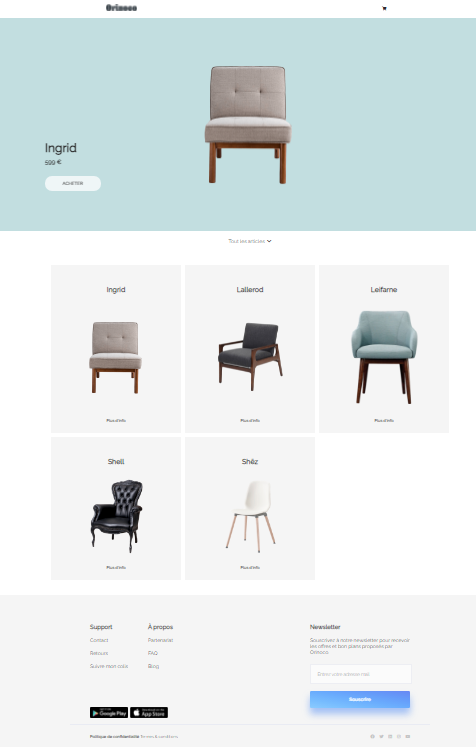 Orinoco
Ingrid
599 €
ACHETER
Tout les articles
Ingrid
Lallerod
Leifarne
Plus d'info
Plus d'info
Plus d'info
Shell
Shéz
Plus d'info
Plus d'info
Support
À propos
Newsletter
Contact
Partenariat
Souscrivez à notre newsletter pour recevoir
les offres et bon plans proposés par
Orinoco.
Retours
FAQ
Suivre mon colis
Blog
Entrez votre adresse mail
Souscrire
Google Play
App Store
Politique de confidentialité Termes & conditions